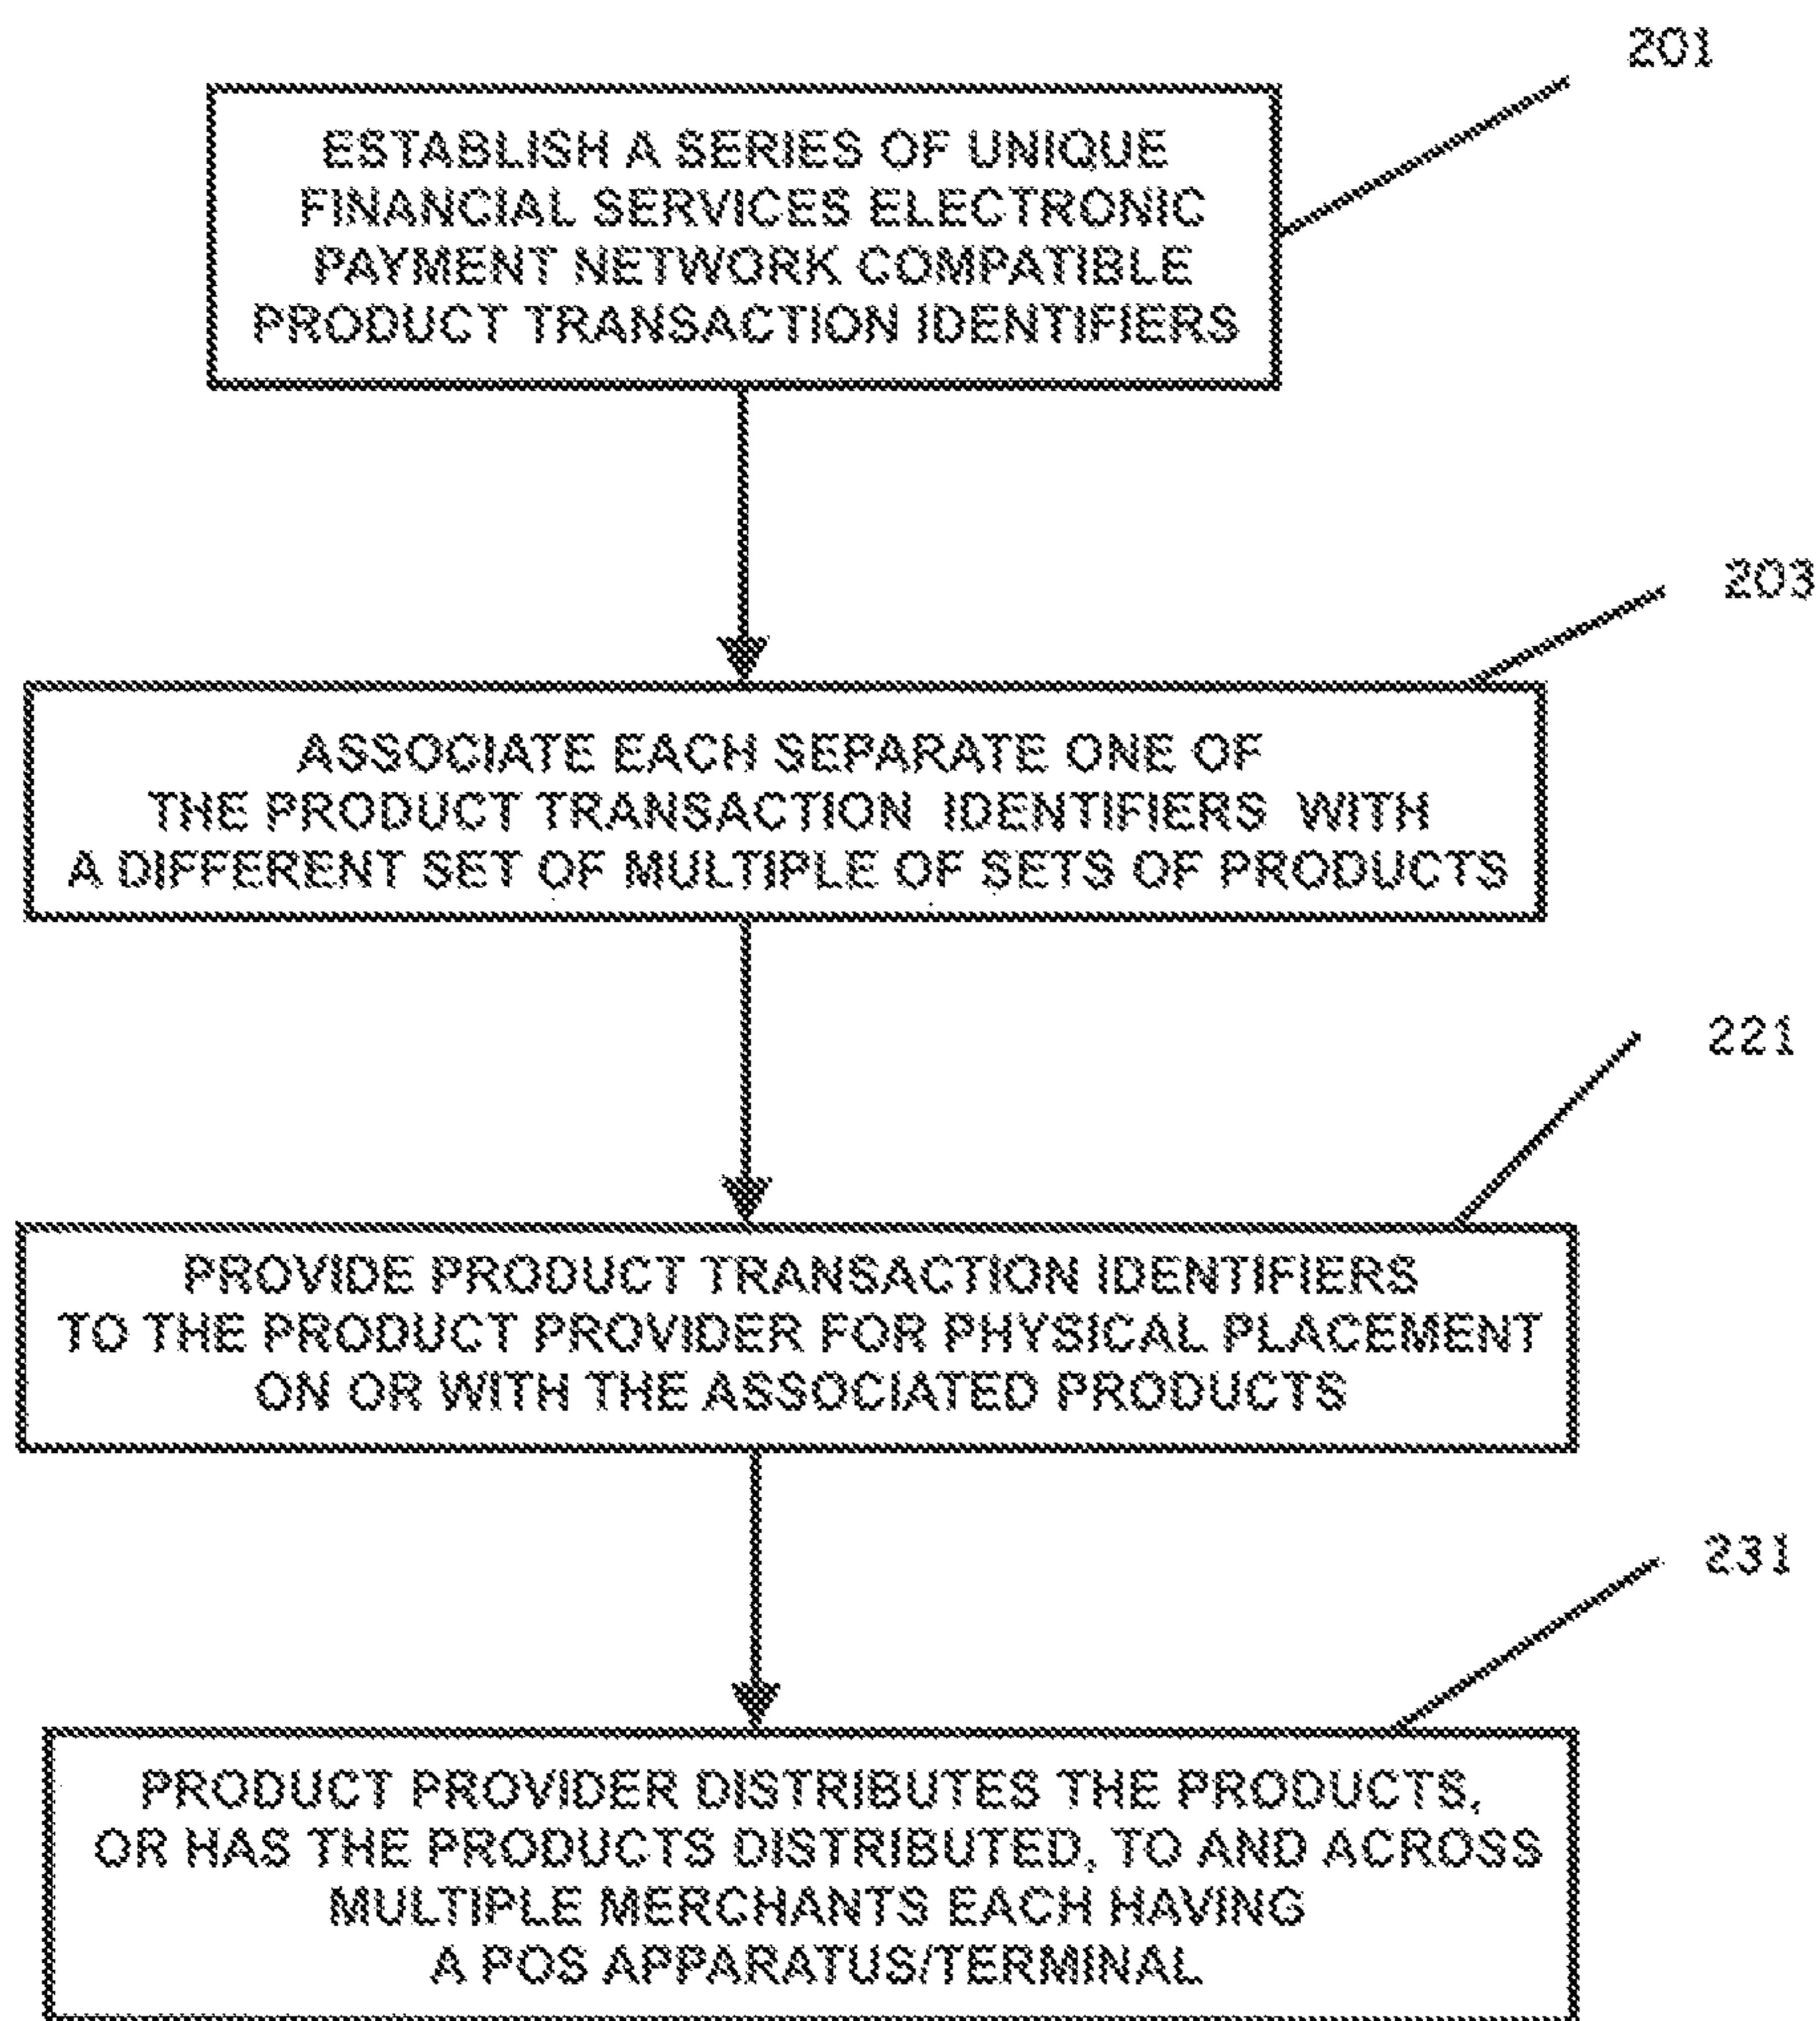 201
ESTABLISH A SERIES OF UNIQUE
FINANCIAL SERVICES ELECTRONIC
PAYMENT NETWORK COMPATIBLE
PRODUCT TRANSACTION IDENTIFIERS
203
ASSOCIATE EACH SEPARATE ONE OF
THE PRODUCT TRANSACTION IDENTIFIERS WITH
A DIFFERENT SET OF MULTIPLE OF SETS OF PRODUCTS
221
PROVIDE PRODUCT TRANSACTION IDENTIFIERS
TO THE PRODUCT PROVIDER FOR PHYSICAL PLACEMENT
ON OR WITH THE ASSOCIATED PRODUCTS
231
PRODUCT PROVIDER DISTRIBUTES THE PRODUCTS,
OR HAS THE PRODUCTS DISTRIBUTED, TO AND ACROSS
MULTIPLE MERCHANTS EACH HAVING
A POS APPARATUS/TERMINAL